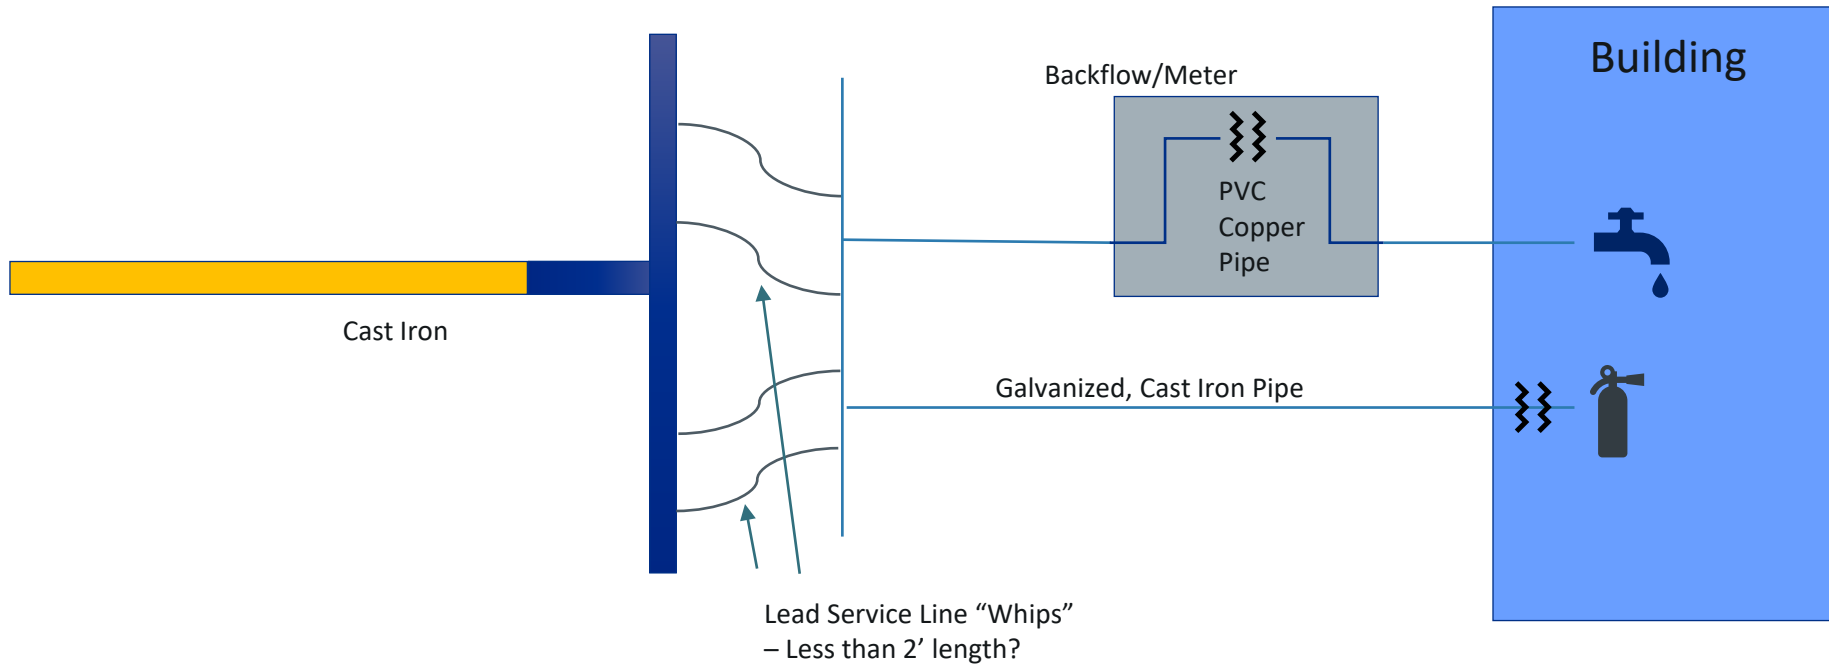 Building
Backflow/Meter
PVC
Copper
Pipe
Cast Iron
Galvanized, Cast Iron Pipe
Lead Service Line “Whips”
– Less than 2’ length?